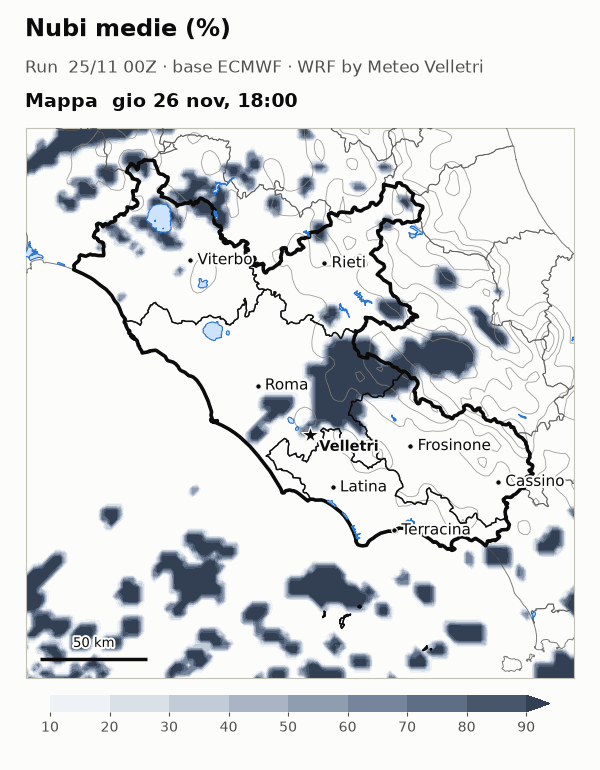 Nubi medie (%)
Run  25/11 00Z · base ECMWF · WRF by Meteo Velletri
Mappa  gio 26 nov, 18:00
Viterbo
Rieti
Roma
Velletri
Frosinone
Cassino
Latina
Terracina
50 km
10 20 30 40 50 60 70 80 90